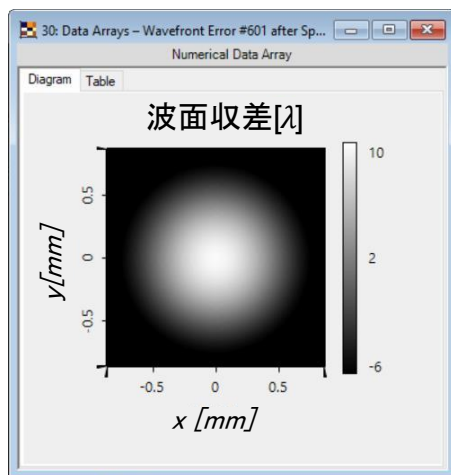 30: Data Arrays – Wavefront Error #601 after Sp...
Numerical Data Array
Diagram Table
波面収差[λ]
10
2
-6
0.5
0
-0.5
y[mm]
-0.5 0 0.5
x [mm]